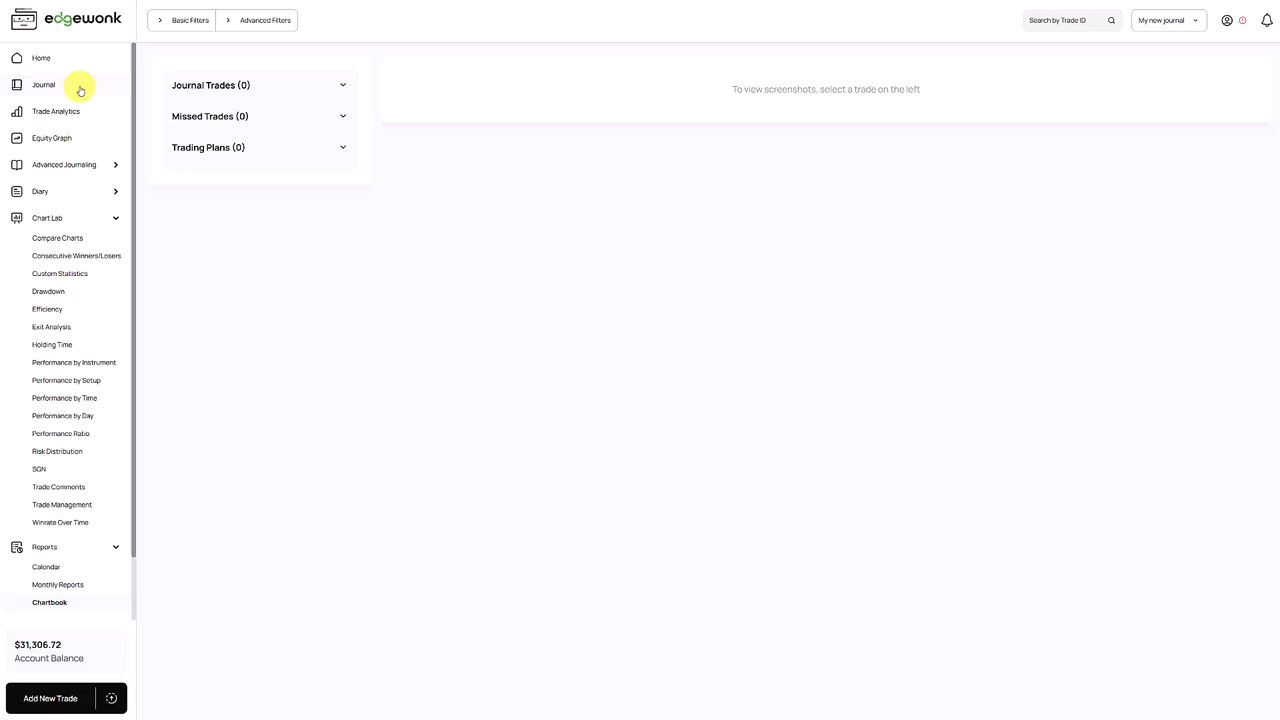 edgewonk
Basic Filters
Advanced Filters
Search by Trade ID
My new journal
Home
Journal
Trade Analytics
Equity Graph
Advanced Journaling
Diary
Chart Lab
Compare Charts
Consecutive Winners/Losers
Custom Statistics
Drawdown
Efficiency
Exit Analysis
Holding Time
Performance by Instrument
Performance by Setup
Performance by Time
Performance by Day
Performance Ratio
Risk Distribution
SQN
Trade Comments
Trade Management
Winrate Over Time
Reports
Calendar
Monthly Reports
Chartbook
$31,306.72
Account Balance
Add New Trade
Journal Trades (0)
Missed Trades (0)
Trading Plans (0)
To view screenshots, select a trade on the left